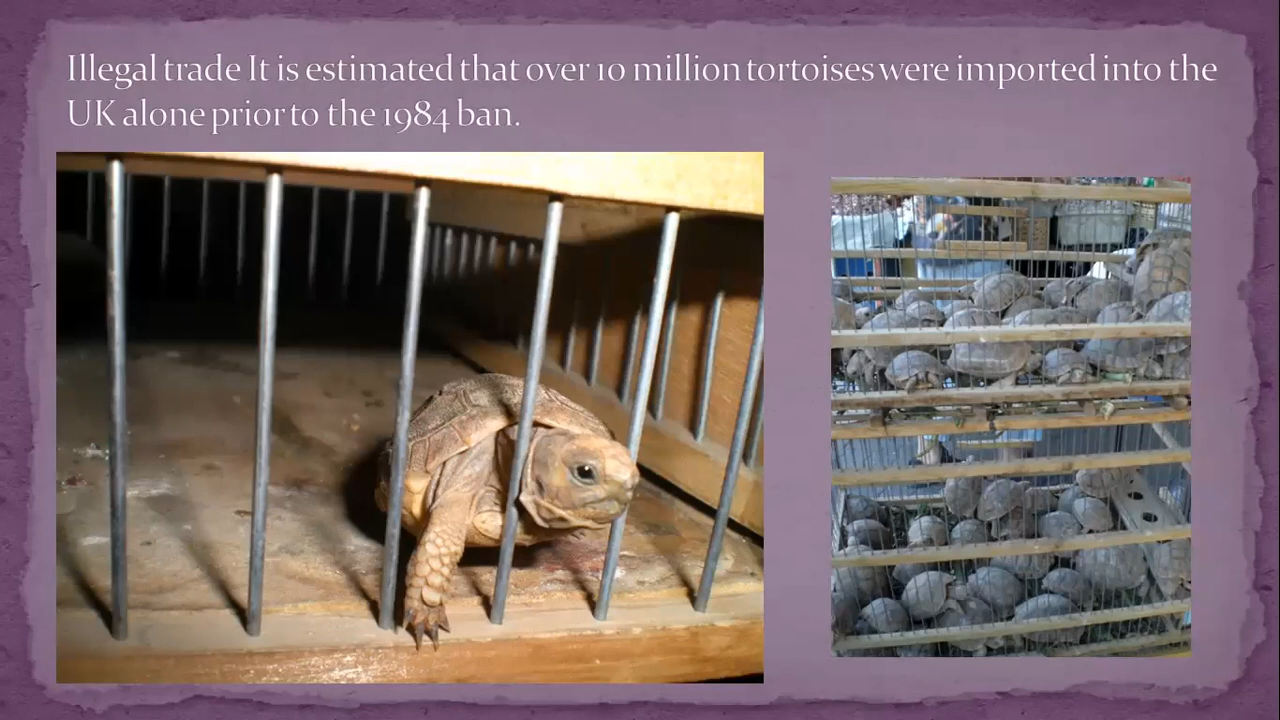 Illegal trade It is estimated that over 10 million tortoises were imported into the
UK alone prior to the 1984 ban.